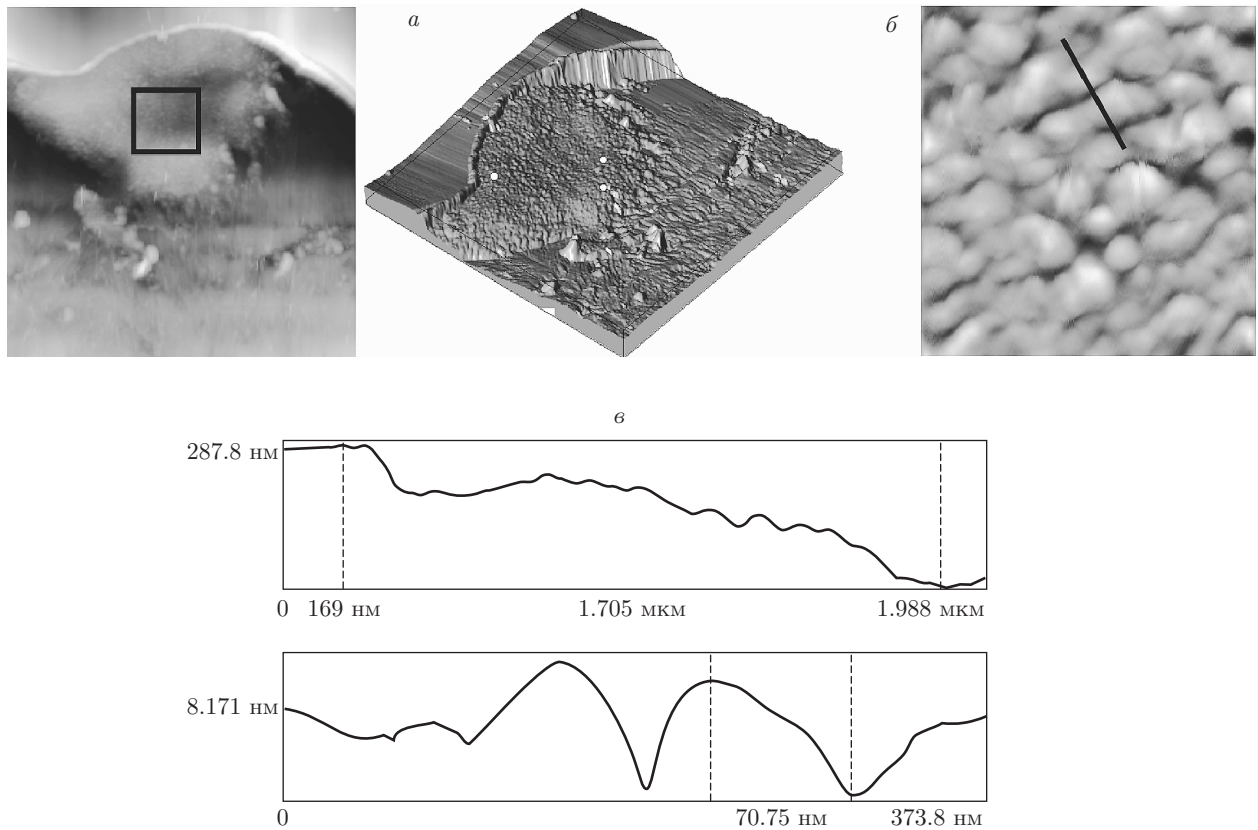 а
б
в
287.8 нм
0 169 нм 1.705 мкм 1.988 мкм
8.171 нм
0 70.75 нм 373.8 нм